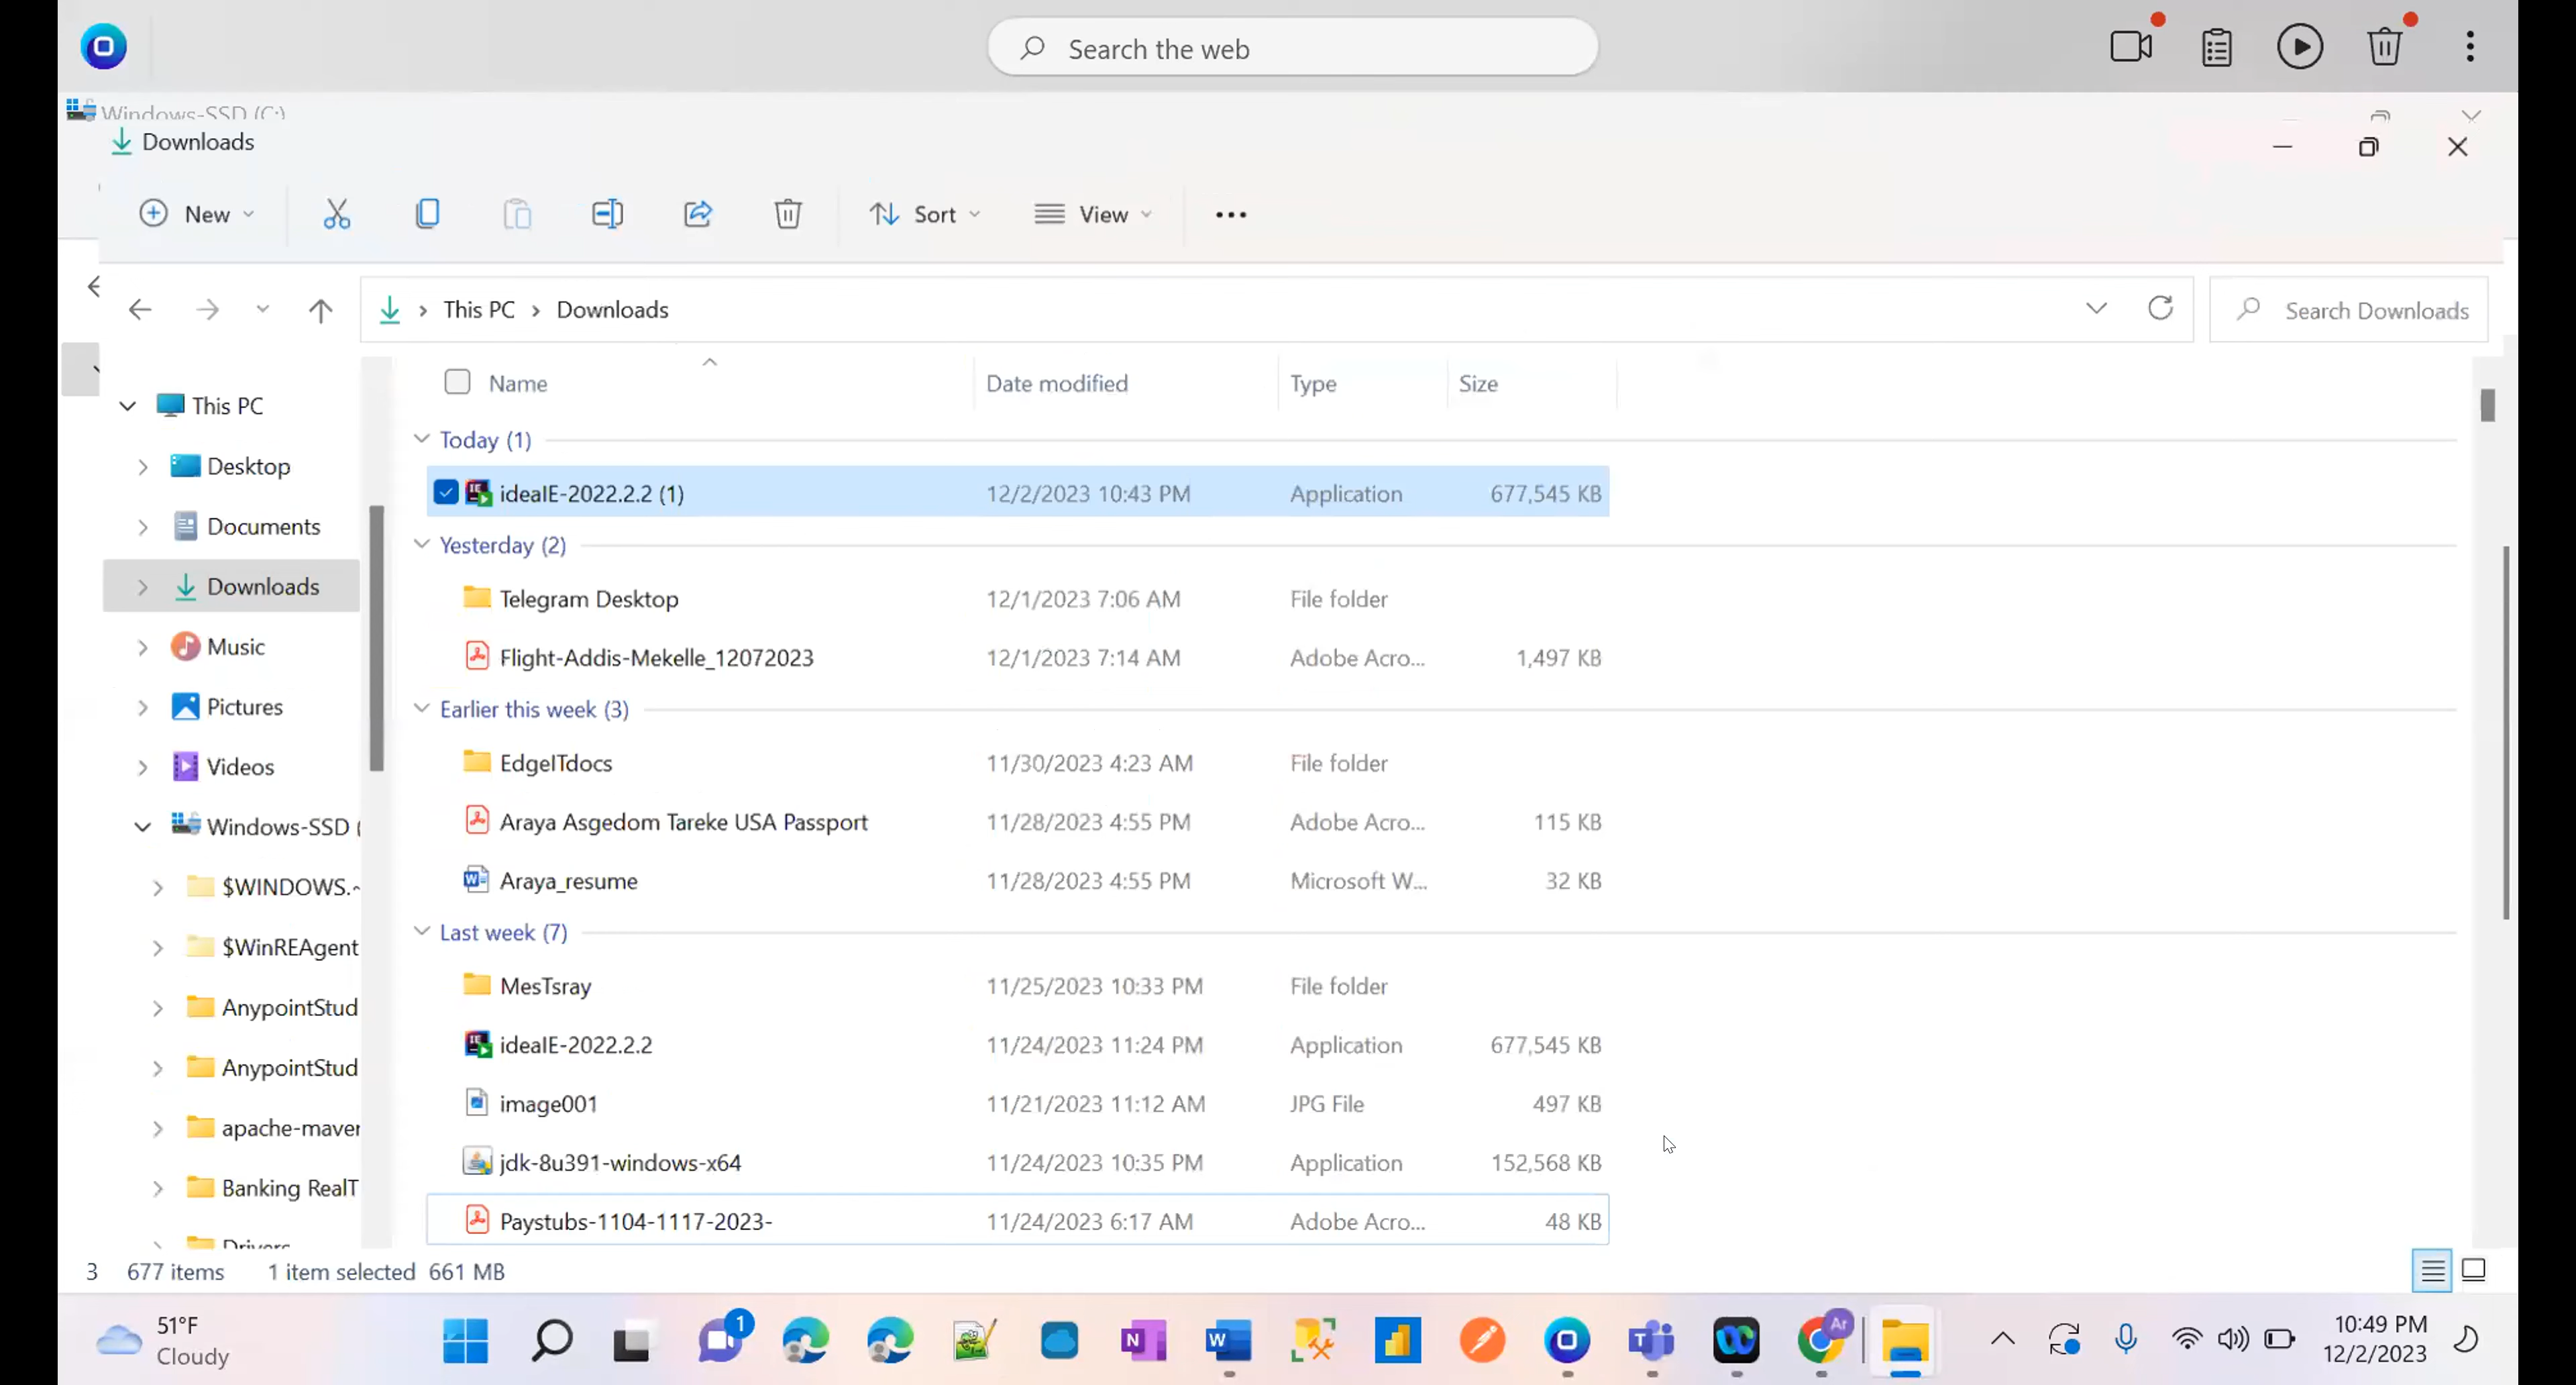 Search the web
Windows-SSD (C:)
Downloads
New
Sort
View
This PC > Downloads
Search Downloads
This PC
Desktop
Documents
Downloads
Music
Pictures
Videos
Windows-SSD (
$WINDOWS.~
$WinREAgent
AnypointStud
AnypointStud
apache-maver
Banking RealT
Drivers
Name Date modified Type Size
Today (1)
ideaIE-2022.2.2 (1) 12/2/2023 10:43 PM Application 677,545 KB
Yesterday (2)
Telegram Desktop 12/1/2023 7:06 AM File folder
Flight-Addis-Mekelle_12072023 12/1/2023 7:14 AM Adobe Acro... 1,497 KB
Earlier this week (3)
EdgeITdocs 11/30/2023 4:23 AM File folder
Araya Asgedom Tareke USA Passport 11/28/2023 4:55 PM Adobe Acro... 115 KB
Araya_resume 11/28/2023 4:55 PM Microsoft W... 32 KB
Last week (7)
MesTsray 11/25/2023 10:33 PM File folder
ideaIE-2022.2.2 11/24/2023 11:24 PM Application 677,545 KB
image001 11/21/2023 11:12 AM JPG File 497 KB
jdk-8u391-windows-x64 11/24/2023 10:35 PM Application 152,568 KB
Paystubs-1104-1117-2023- 11/24/2023 6:17 AM Adobe Acro... 48 KB
3 677 items 1 item selected 661 MB
51°F
Cloudy
1
Ar
10:49 PM
12/2/2023